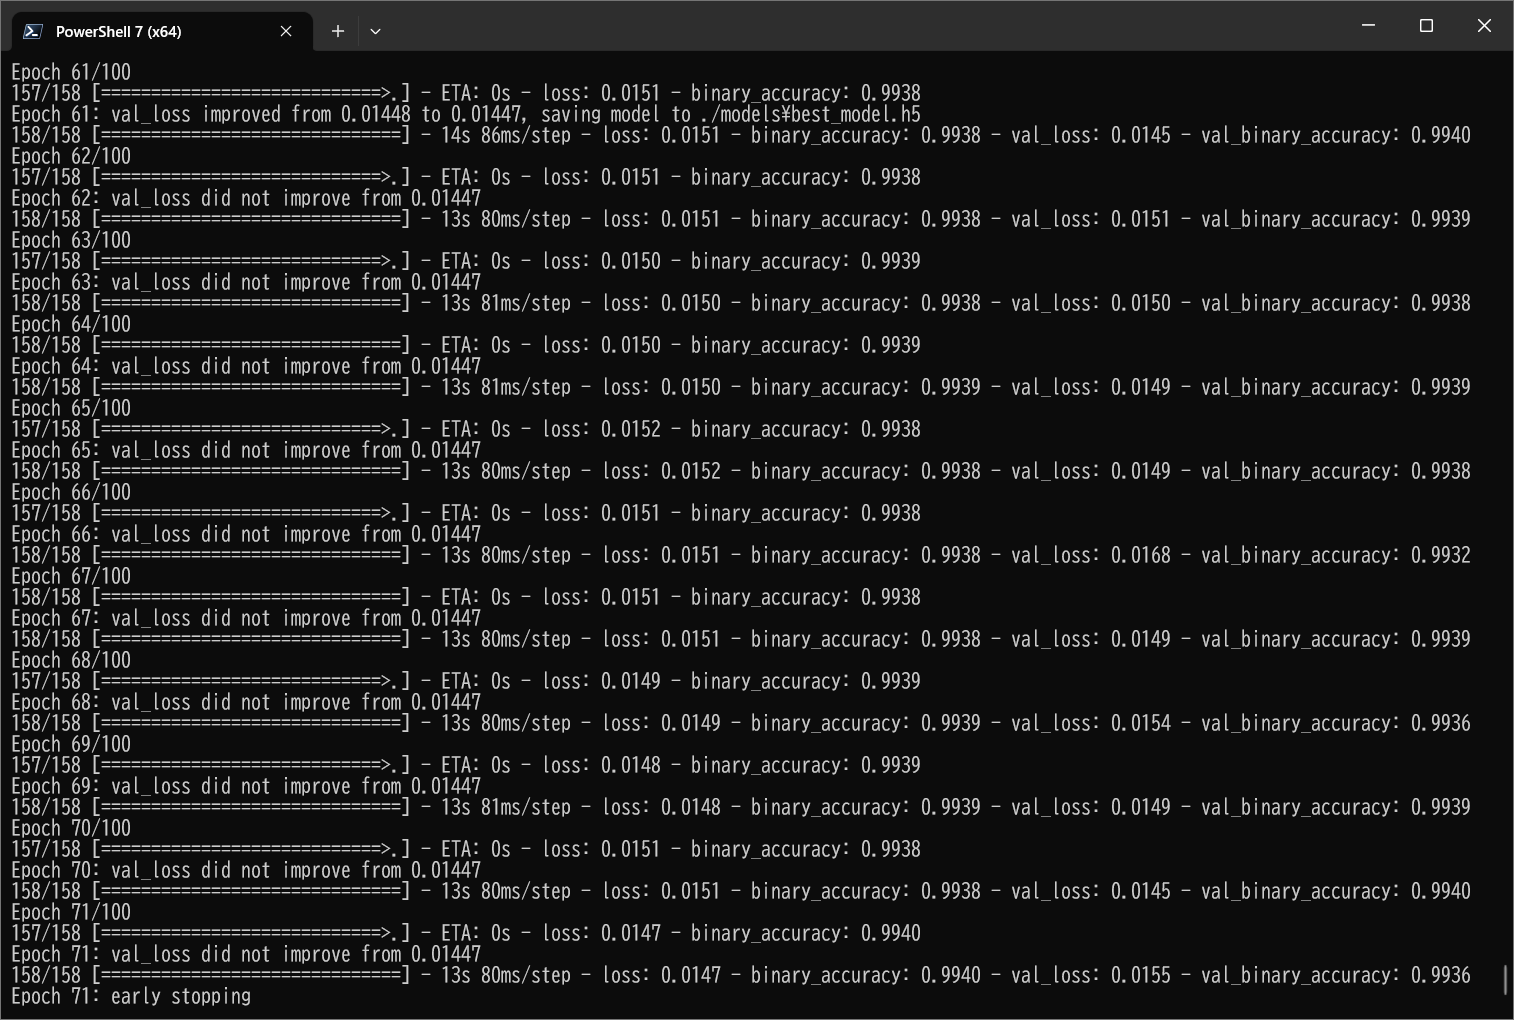 PowerShell 7 (x64)
Epoch 61/100
157/158 [============================>.] - ETA: 0s - loss: 0.0151 - binary_accuracy: 0.9938
Epoch 61: val_loss improved from 0.01448 to 0.01447, saving model to ./models¥best_model.h5
158/158 [==============================] - 14s 86ms/step - loss: 0.0151 - binary_accuracy: 0.9938 - val_loss: 0.0145 - val_binary_accuracy: 0.9940
Epoch 62/100
157/158 [============================>.] - ETA: 0s - loss: 0.0151 - binary_accuracy: 0.9938
Epoch 62: val_loss did not improve from 0.01447
158/158 [==============================] - 13s 80ms/step - loss: 0.0151 - binary_accuracy: 0.9938 - val_loss: 0.0151 - val_binary_accuracy: 0.9939
Epoch 63/100
157/158 [============================>.] - ETA: 0s - loss: 0.0150 - binary_accuracy: 0.9939
Epoch 63: val_loss did not improve from 0.01447
158/158 [==============================] - 13s 81ms/step - loss: 0.0150 - binary_accuracy: 0.9938 - val_loss: 0.0150 - val_binary_accuracy: 0.9938
Epoch 64/100
158/158 [==============================] - ETA: 0s - loss: 0.0150 - binary_accuracy: 0.9939
Epoch 64: val_loss did not improve from 0.01447
158/158 [==============================] - 13s 81ms/step - loss: 0.0150 - binary_accuracy: 0.9939 - val_loss: 0.0149 - val_binary_accuracy: 0.9939
Epoch 65/100
157/158 [============================>.] - ETA: 0s - loss: 0.0152 - binary_accuracy: 0.9938
Epoch 65: val_loss did not improve from 0.01447
158/158 [==============================] - 13s 80ms/step - loss: 0.0152 - binary_accuracy: 0.9938 - val_loss: 0.0149 - val_binary_accuracy: 0.9938
Epoch 66/100
157/158 [============================>.] - ETA: 0s - loss: 0.0151 - binary_accuracy: 0.9938
Epoch 66: val_loss did not improve from 0.01447
158/158 [==============================] - 13s 80ms/step - loss: 0.0151 - binary_accuracy: 0.9938 - val_loss: 0.0168 - val_binary_accuracy: 0.9932
Epoch 67/100
158/158 [==============================] - ETA: 0s - loss: 0.0151 - binary_accuracy: 0.9938
Epoch 67: val_loss did not improve from 0.01447
158/158 [==============================] - 13s 80ms/step - loss: 0.0151 - binary_accuracy: 0.9938 - val_loss: 0.0149 - val_binary_accuracy: 0.9939
Epoch 68/100
157/158 [============================>.] - ETA: 0s - loss: 0.0149 - binary_accuracy: 0.9939
Epoch 68: val_loss did not improve from 0.01447
158/158 [==============================] - 13s 80ms/step - loss: 0.0149 - binary_accuracy: 0.9939 - val_loss: 0.0154 - val_binary_accuracy: 0.9936
Epoch 69/100
157/158 [============================>.] - ETA: 0s - loss: 0.0148 - binary_accuracy: 0.9939
Epoch 69: val_loss did not improve from 0.01447
158/158 [==============================] - 13s 81ms/step - loss: 0.0148 - binary_accuracy: 0.9939 - val_loss: 0.0149 - val_binary_accuracy: 0.9939
Epoch 70/100
157/158 [============================>.] - ETA: 0s - loss: 0.0151 - binary_accuracy: 0.9938
Epoch 70: val_loss did not improve from 0.01447
158/158 [==============================] - 13s 80ms/step - loss: 0.0151 - binary_accuracy: 0.9938 - val_loss: 0.0145 - val_binary_accuracy: 0.9940
Epoch 71/100
157/158 [============================>.] - ETA: 0s - loss: 0.0147 - binary_accuracy: 0.9940
Epoch 71: val_loss did not improve from 0.01447
158/158 [==============================] - 13s 80ms/step - loss: 0.0147 - binary_accuracy: 0.9940 - val_loss: 0.0155 - val_binary_accuracy: 0.9936
Epoch 71: early stopping